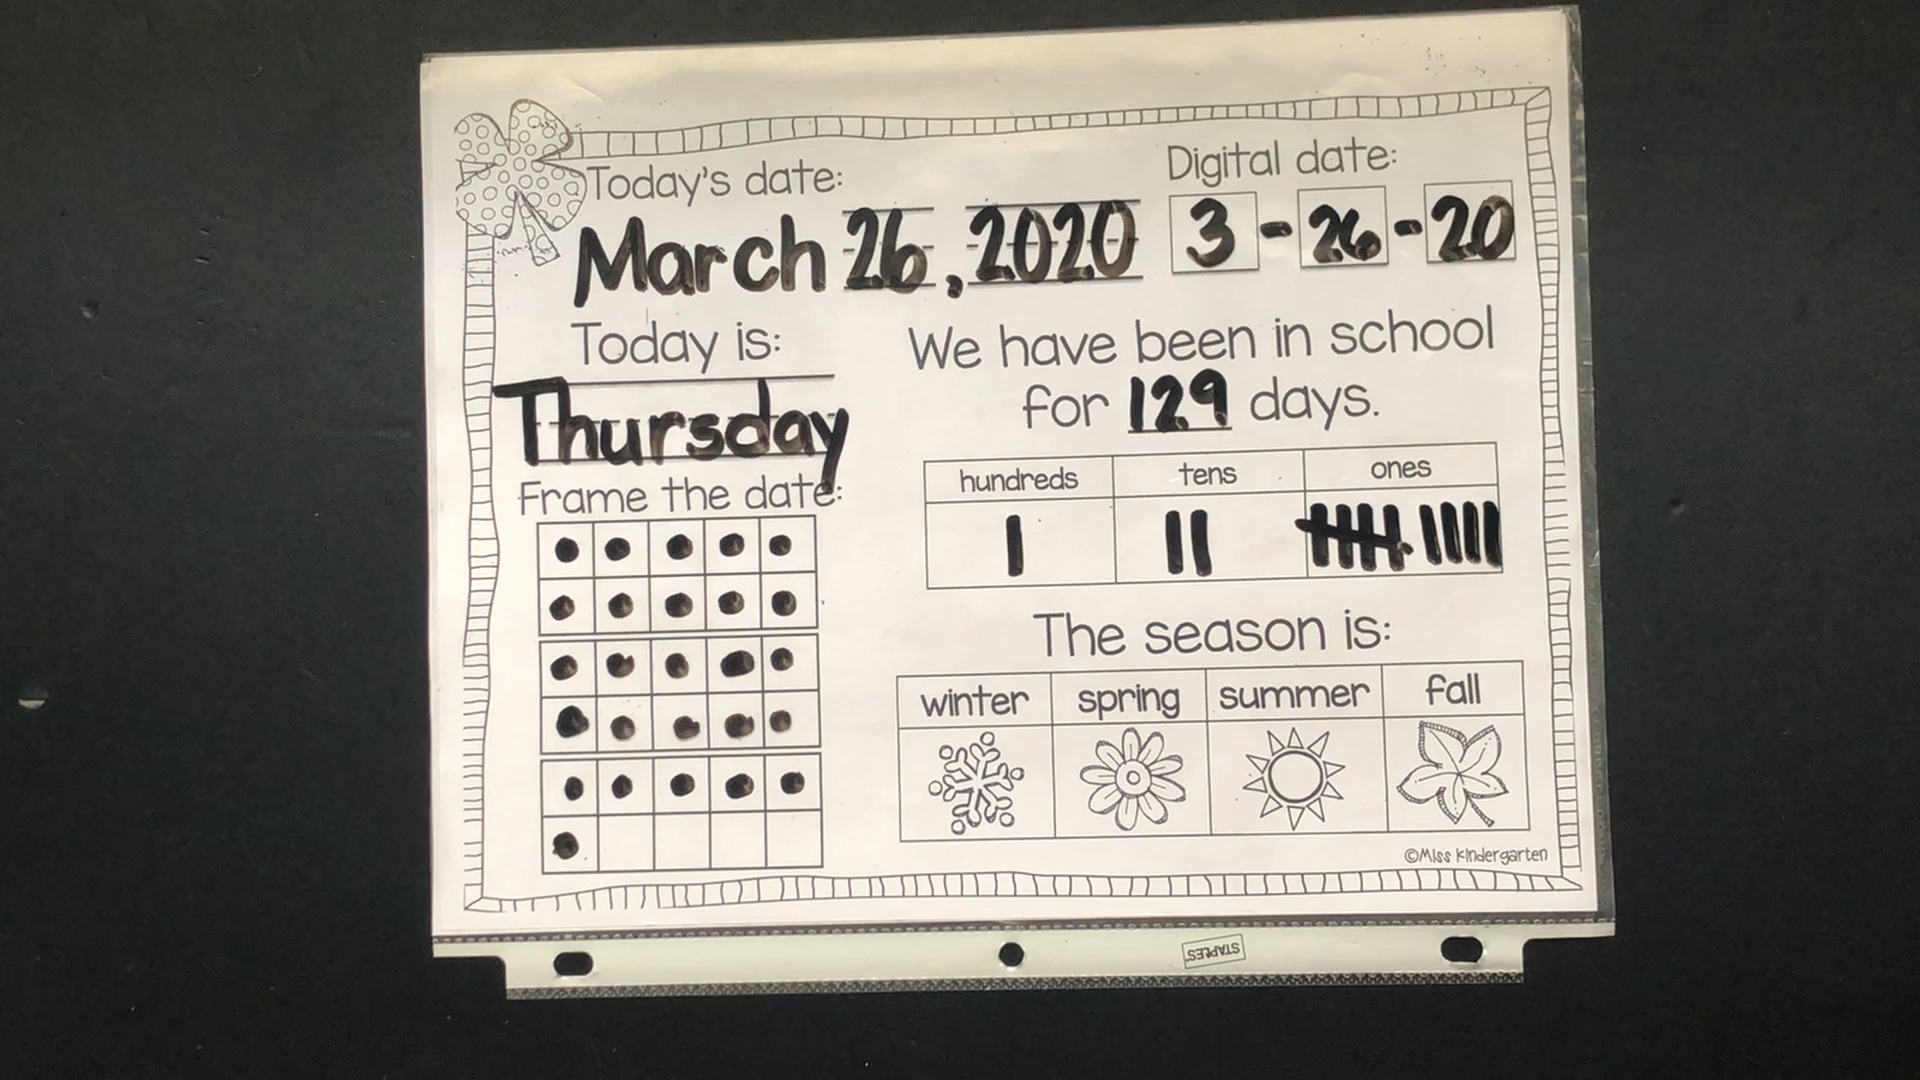 Today's date:
March 26, 2020
Digital date:
3 - 26 - 20
Today is:
Thursday
We have been in school
for 129 days.
Frame the date:
hundreds tens ones
The season is:
winter spring summer fall
©Miss Kindergarten
STAPLES